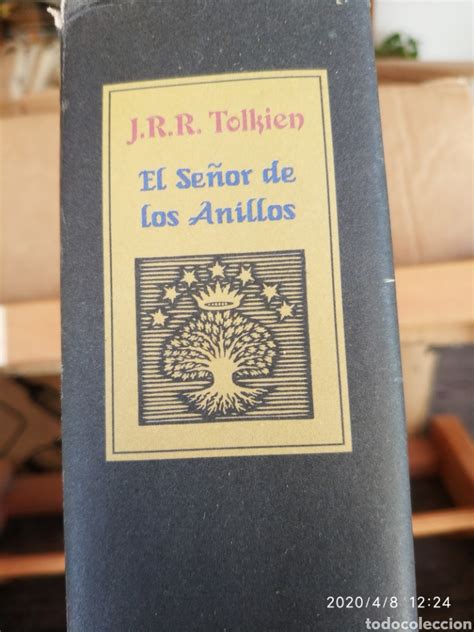 J.R.R. Tolkien
El Señor de
los Anillos
2020/4/8 12:24
todocoleccion